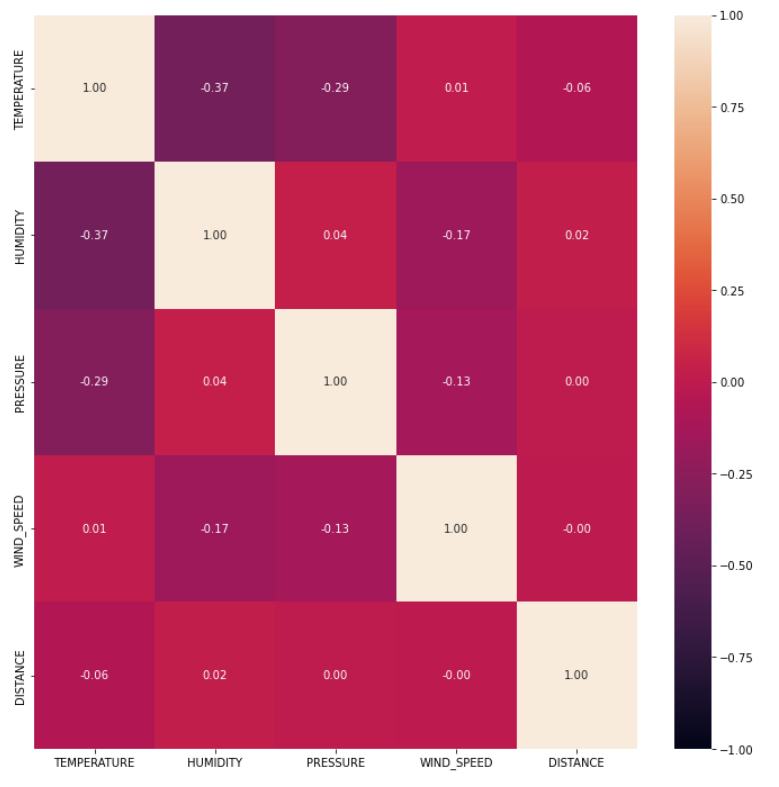 TEMPERATURE 1.00 -0.37 -0.29 0.01 -0.06
HUMIDITY -0.37 1.00 0.04 -0.17 0.02
PRESSURE -0.29 0.04 1.00 -0.13 0.00
WIND_SPEED 0.01 -0.17 -0.13 1.00 -0.00
DISTANCE -0.06 0.02 0.00 -0.00 1.00
TEMPERATURE HUMIDITY PRESSURE WIND_SPEED DISTANCE
1.00
0.75
0.50
0.25
0.00
−0.25
−0.50
−0.75
−1.00